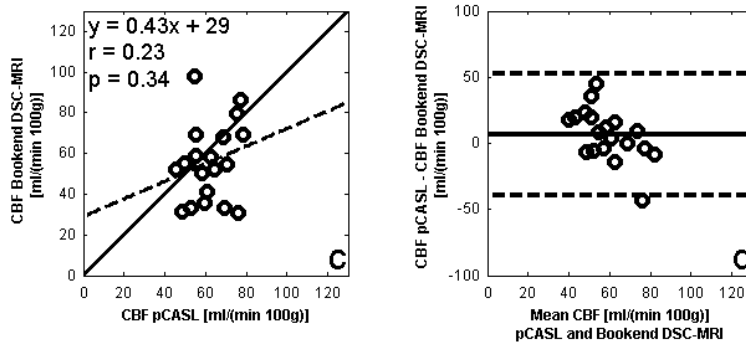 y = 0.43x + 29
r = 0.23
p = 0.34
120
100
80
60
40
20
0
0 20 40 60 80 100 120
CBF Bookend DSC-MRI
[ml/(min 100g)]
CBF pCASL [ml/(min 100g)]
C
100
50
0
-50
-100
0 20 40 60 80 100 120
CBF pCASL - CBF Bookend DSC-MRI
[ml/(min 100g)]
Mean CBF [ml/(min 100g)]
pCASL and Bookend DSC-MRI